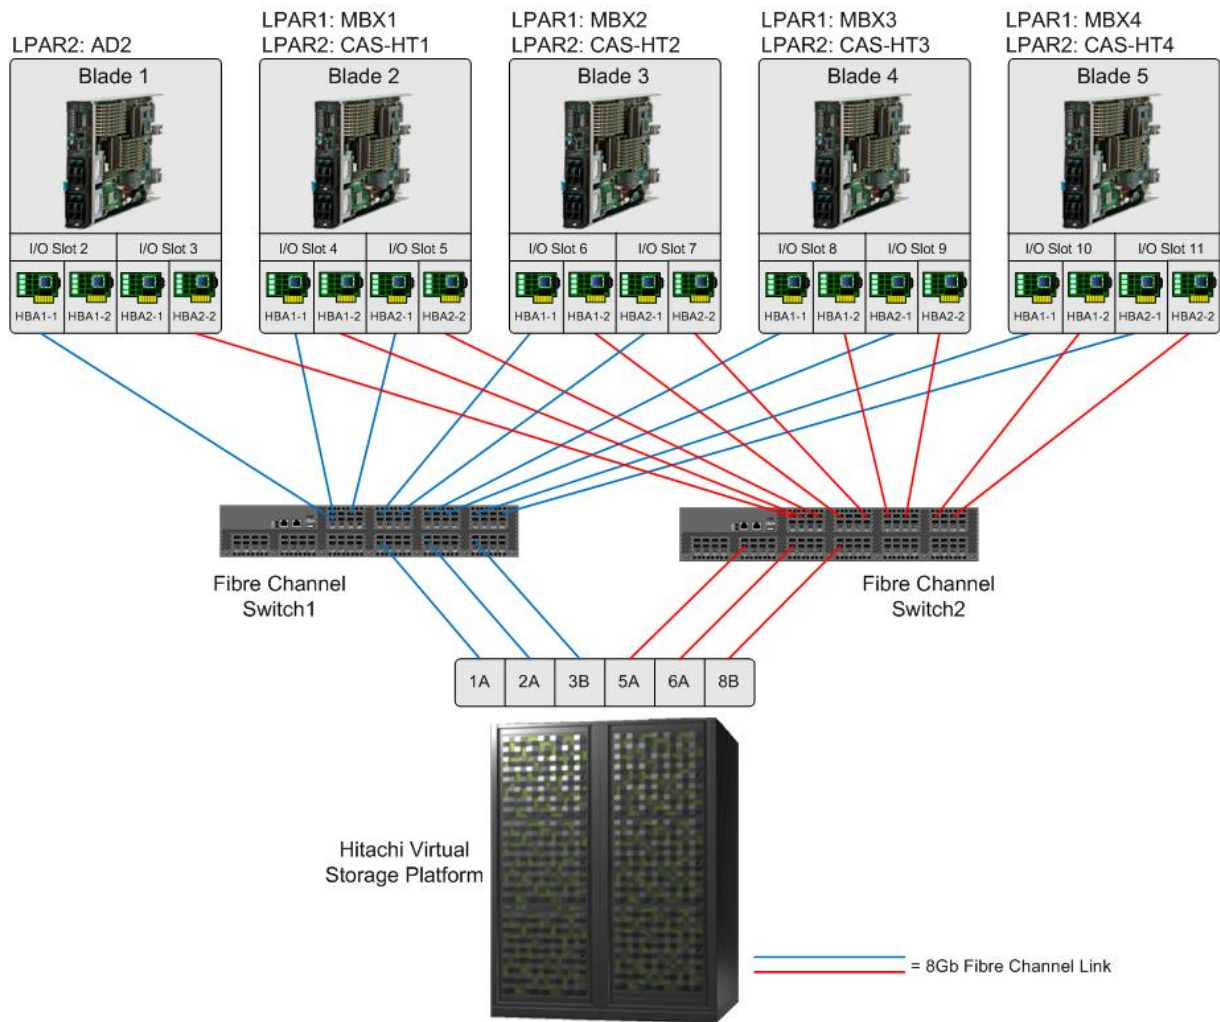 LPAR1: MBX1
LPAR1: MBX2
LPAR1: MBX3
LPAR1: MBX4
LPAR2: AD2
LPAR2: CAS-HT1
LPAR2: CAS-HT2
LPAR2: CAS-HT3
LPAR2: CAS-HT4
Blade 1
Blade 2
Blade 3
Blade 4
Blade 5
I/O Slot 2
I/O Slot 3
I/O Slot 4
I/O Slot 5
I/O Slot 6
I/O Slot 7
I/O Slot 8
I/O Slot 9
I/O Slot 10
I/O Slot 11
HBA1-1
HBA1-2
HBA2-1
HBA2-2
HBA1-1
HBA1-2
HBA2-1
HBA2-2
HBA1-1
HBA1-2
HBA2-1
HBA2-2
HBA1-1
HBA1-2
HBA2-1
HBA2-2
HBA1-1
HBA1-2
HBA2-1
HBA2-2
Fibre Channel
Switch1
Fibre Channel
Switch2
1A
2A
3B
5A
6A
8B
Hitachi Virtual
Storage Platform
= 8Gb Fibre Channel Link